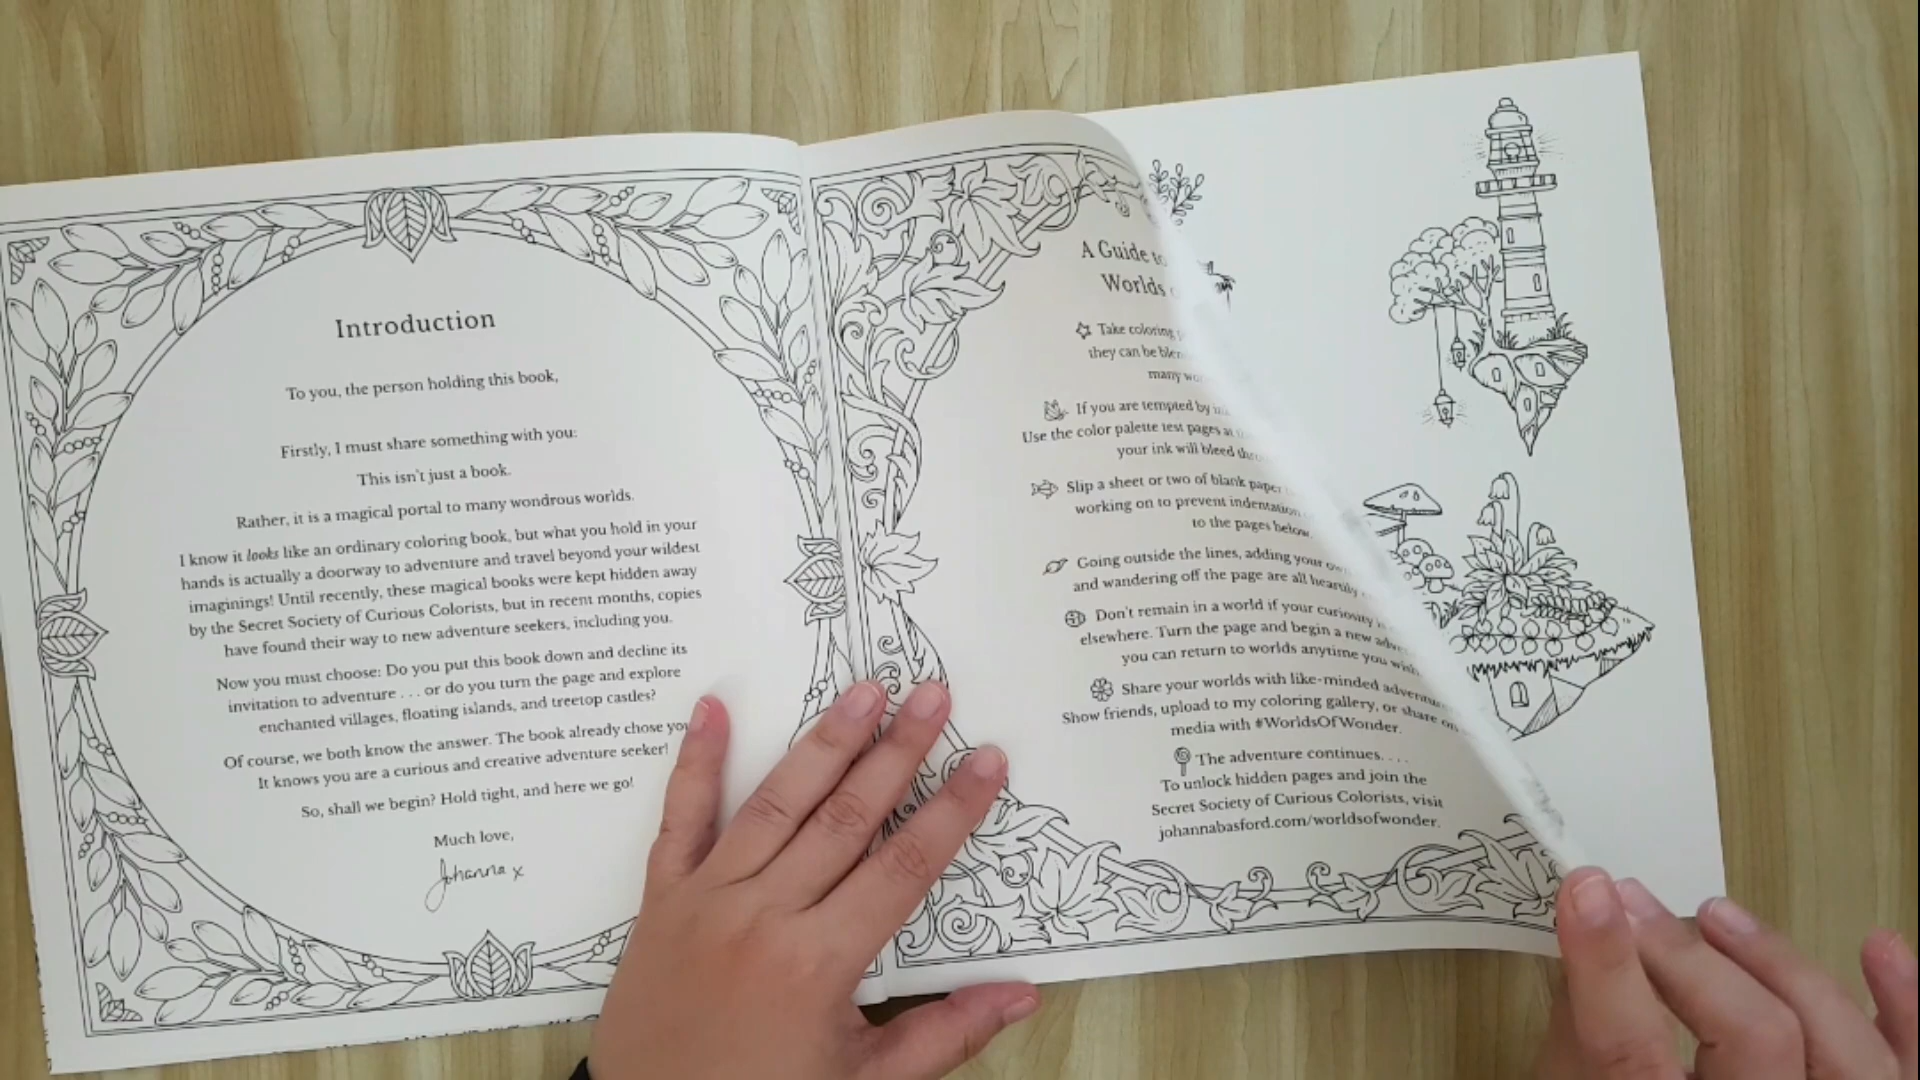 Introduction
To you, the person holding this book,
Firstly, I must share something with you:
This isn't just a book.
Rather, it is a magical portal to many wondrous worlds.
I know it looks like an ordinary coloring book, but what you hold in your
hands is actually a doorway to adventure and travel beyond your wildest
imaginings! Until recently, these magical books were kept hidden away
by the Secret Society of Curious Colorists, but in recent months, copies
have found their way to new adventure seekers, including you.
Now you must choose: Do you put this book down and decline its
invitation to adventure . . . or do you turn the page and explore
enchanted villages, floating islands, and treetop castles?
Of course, we both know the answer. The book already chose you
It knows you are a curious and creative adventure seeker!
So, shall we begin? Hold tight, and here we go!
Much love,
Johanna x
A Guide to
Worlds
Take coloring
they can be
many
If you are tempted by
Use the color palette test pages at
your ink will bleed
Slip a sheet or two of blank paper
working on to prevent indentation
to the pages below.
Going outside the lines, adding your
and wandering off the page are all heartily
Don't remain in a world if your curiosity
elsewhere. Turn the page and begin a new
you can return to worlds anytime you wish.
Share your worlds with like-minded
Show friends, upload to my coloring gallery, or share on
media with #WorldsOfWonder.
The adventure continues. . . .
To unlock hidden pages and join the
Secret Society of Curious Colorists, visit
johannabasford.com/worldsofwonder.